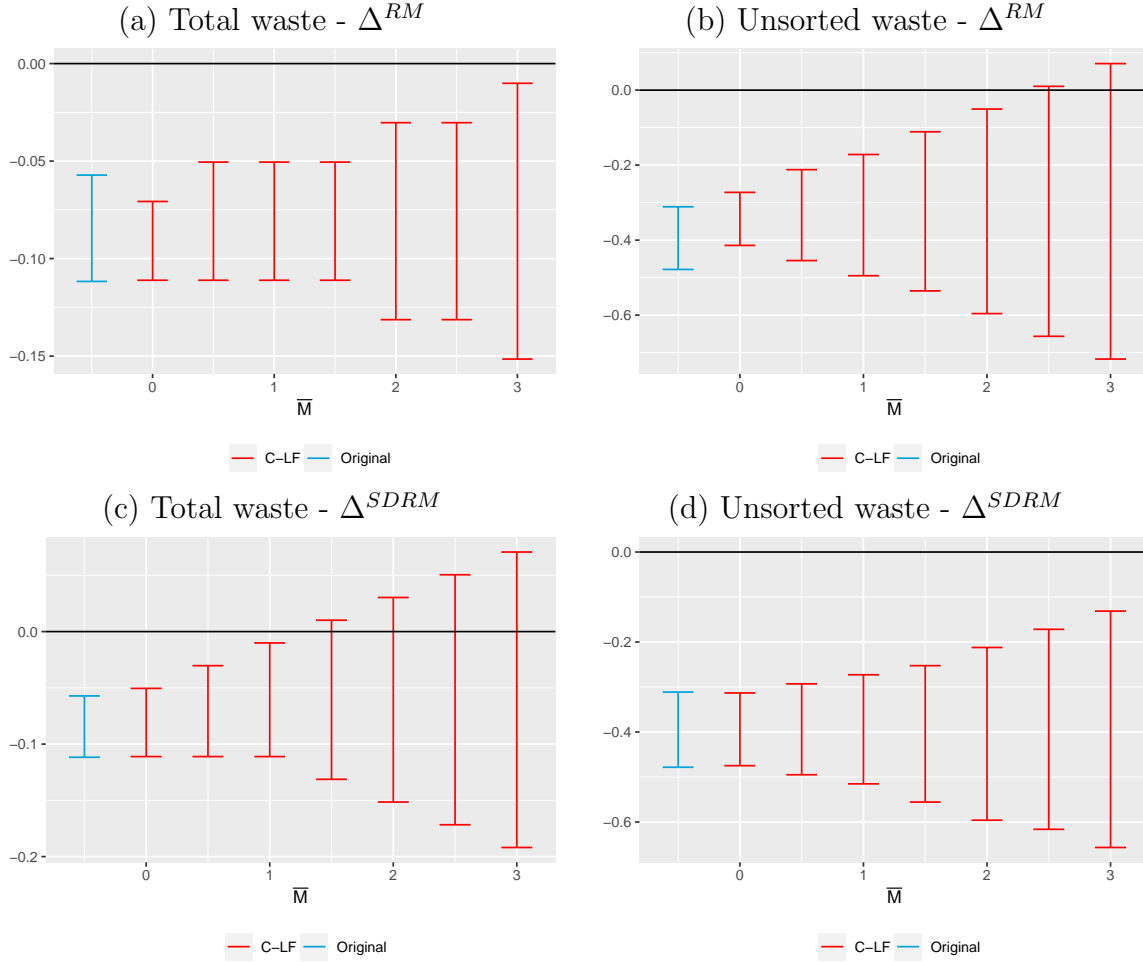 (a) Total waste - Δ^{RM}
0.00
−0.05
−0.10
−0.15
0 1 2 3
M̅
C−LF Original
(b) Unsorted waste - Δ^{RM}
0.0
−0.2
−0.4
−0.6
0 1 2 3
M̅
C−LF Original
(c) Total waste - Δ^{SDRM}
0.0
−0.1
−0.2
0 1 2 3
M̅
C−LF Original
(d) Unsorted waste - Δ^{SDRM}
0.0
−0.2
−0.4
−0.6
0 1 2 3
M̅
C−LF Original